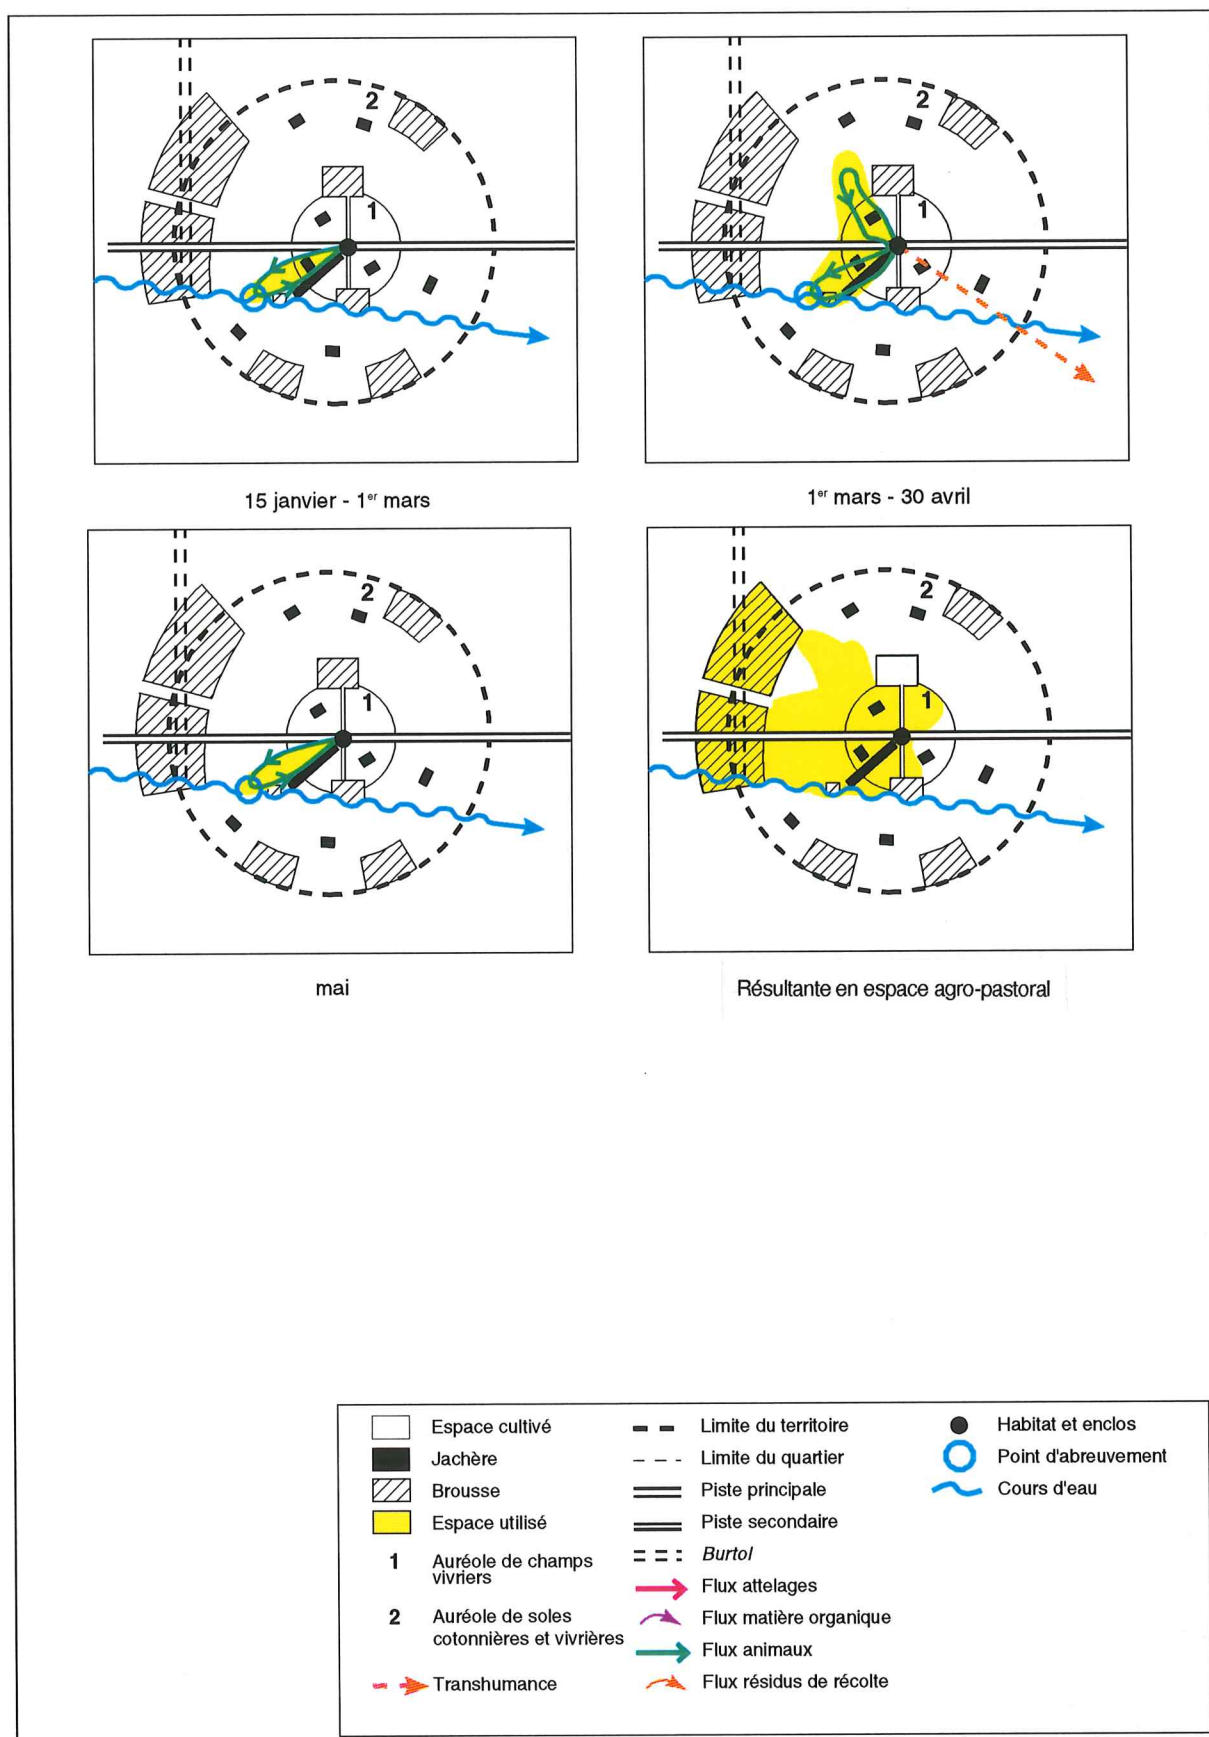 2
1
2
1
15 janvier - 1er mars
1er mars - 30 avril
2
1
2
1
mai
Résultante en espace agro-pastoral
Espace cultivé
Jachère
Brousse
Espace utilisé
1 Auréole de champs
vivriers
2 Auréole de soles
cotonnières et vivrières
Transhumance
Limite du territoire
Limite du quartier
Piste principale
Piste secondaire
Burtol
Flux attelages
Flux matière organique
Flux animaux
Flux résidus de récolte
Habitat et enclos
Point d'abreuvement
Cours d'eau